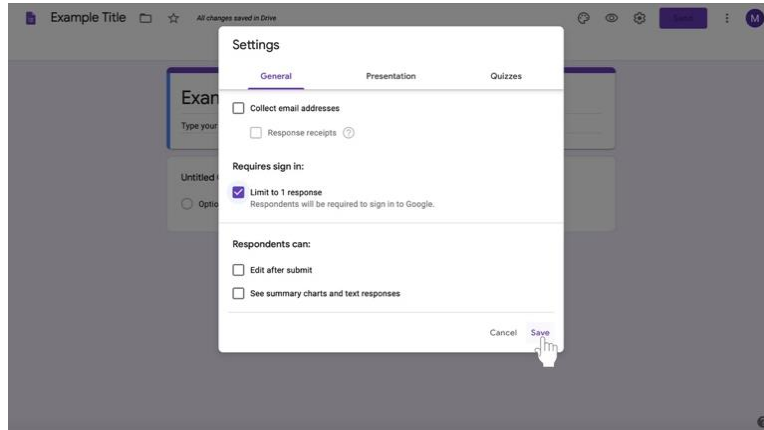 Example Title
All changes saved in Drive
Send
M
Settings
General
Presentation
Quizzes
Exam
Type your
Untitled
Optio
Collect email addresses
Response receipts
?
Requires sign in:
Limit to 1 response
Respondents will be required to sign in to Google.
Respondents can:
Edit after submit
See summary charts and text responses
Cancel
Save